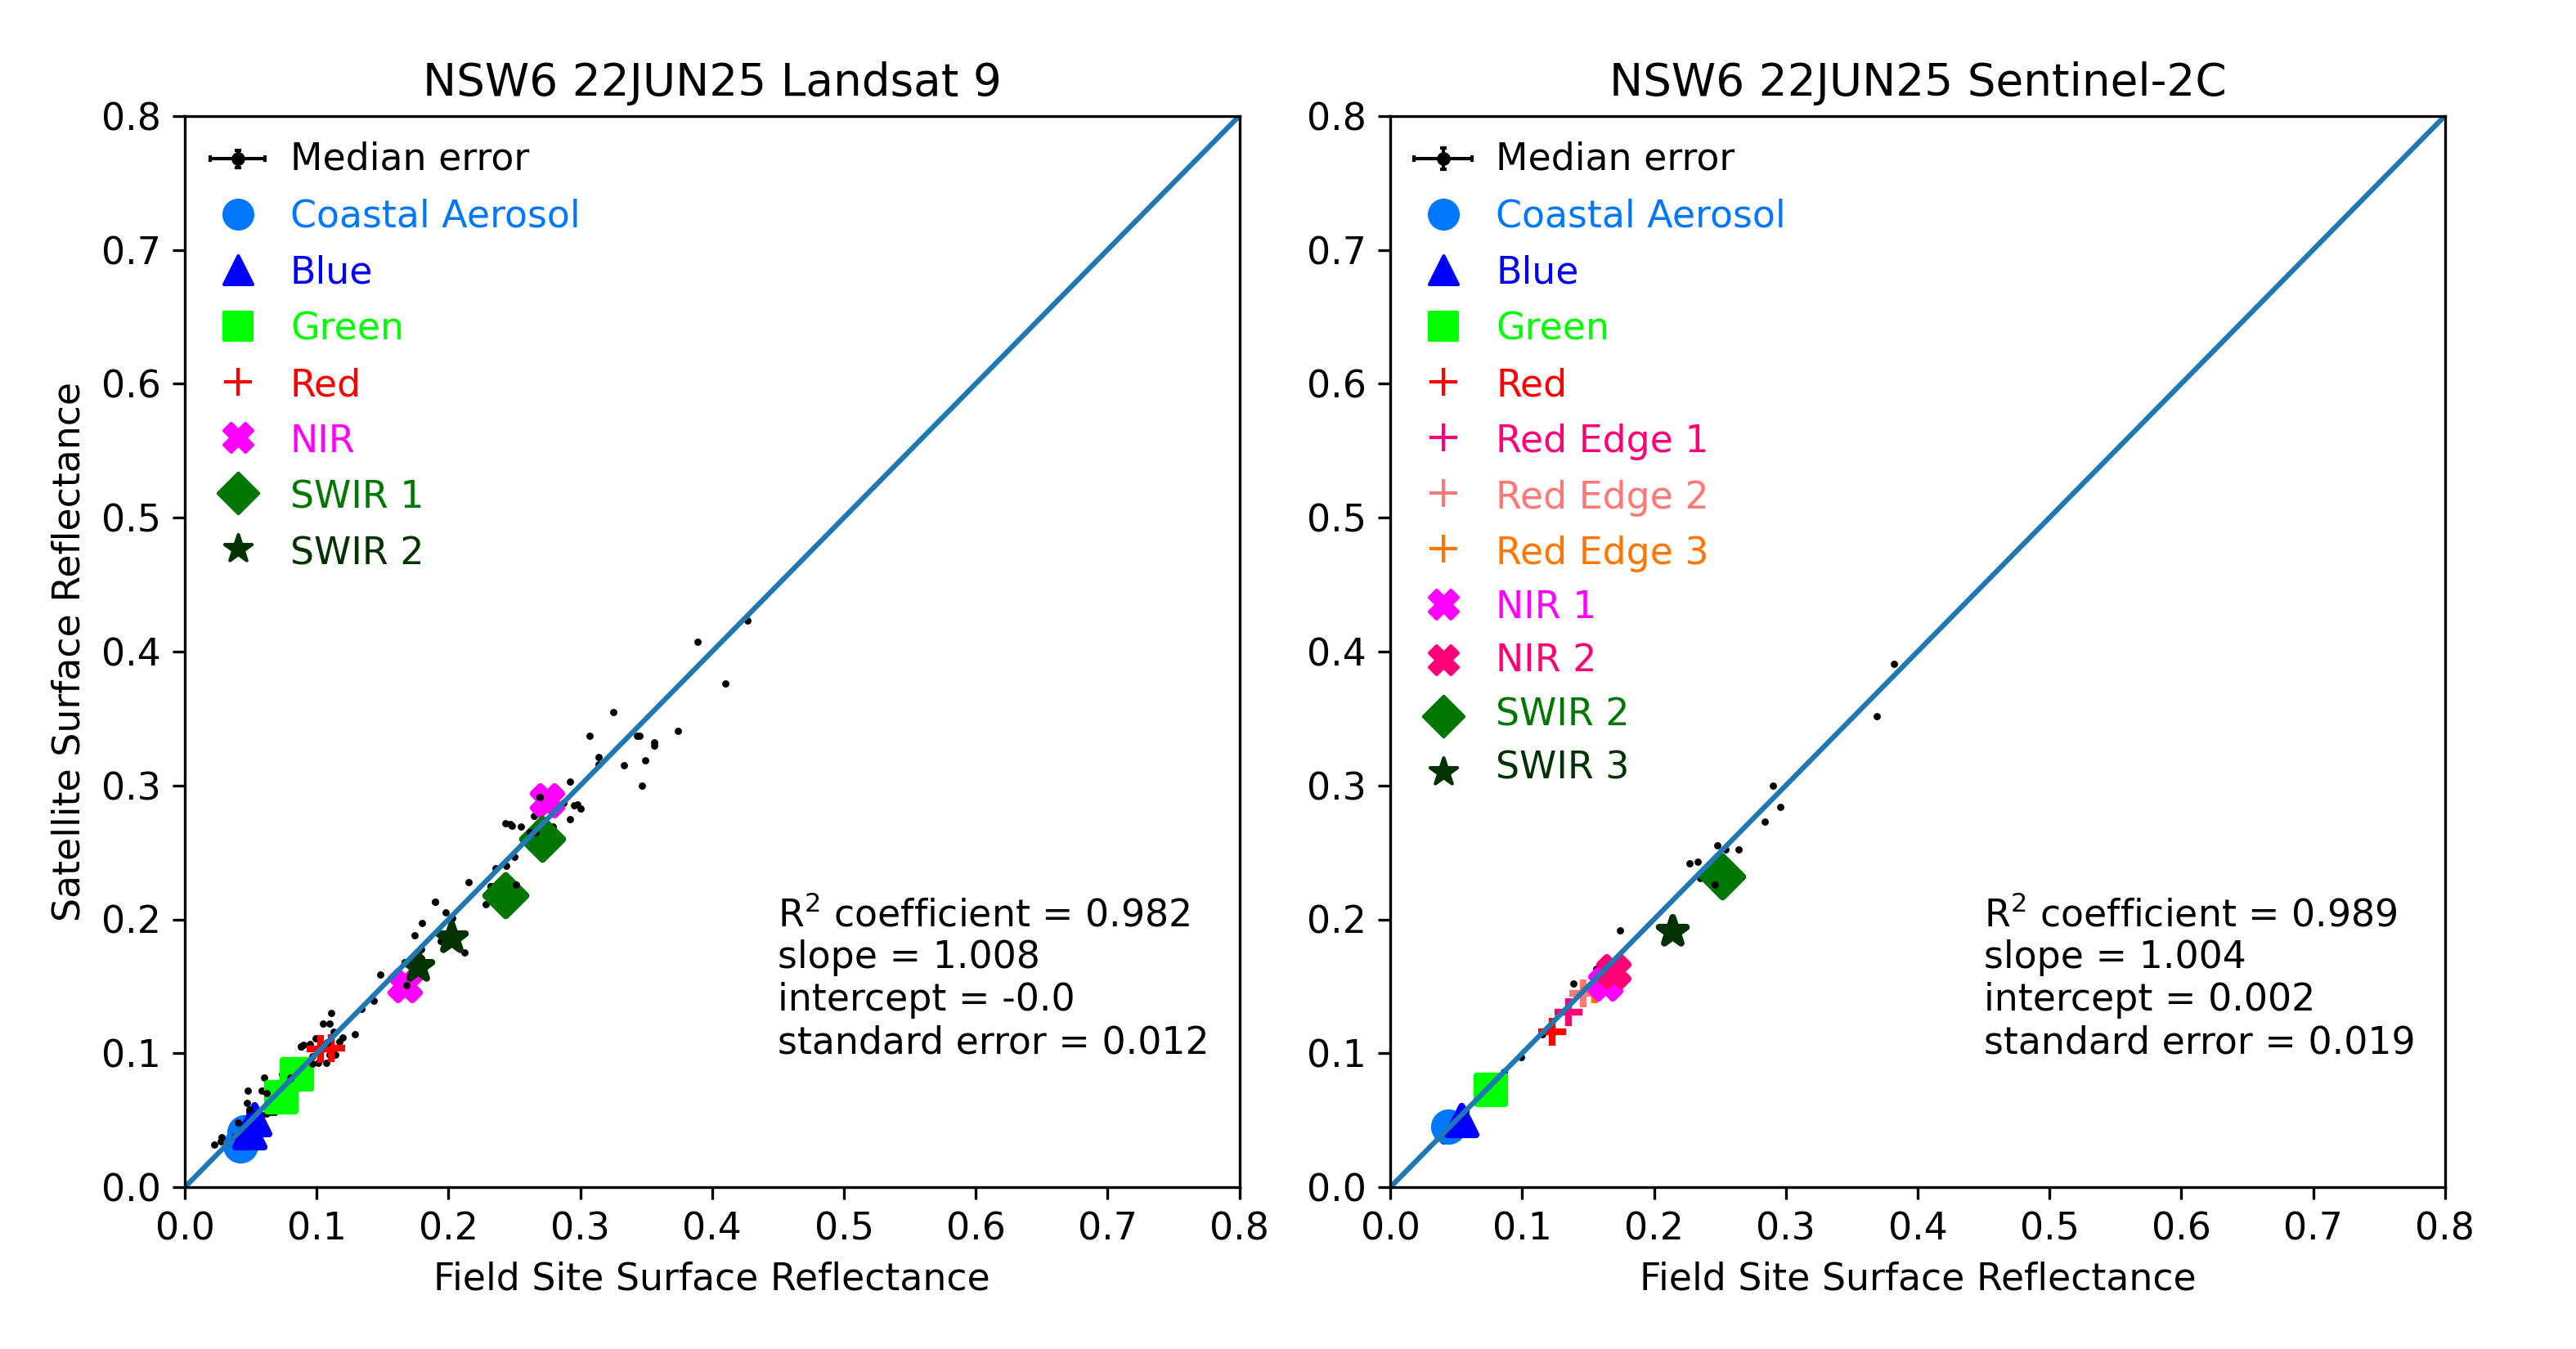 NSW6 22JUN25 Landsat 9
Satellite Surface Reflectance
0.8
0.7
0.6
0.5
0.4
0.3
0.2
0.1
0.0
Median error
Coastal Aerosol
Blue
Green
Red
NIR
SWIR 1
SWIR 2
R² coefficient = 0.982
slope = 1.008
intercept = -0.0
standard error = 0.012
0.0 0.1 0.2 0.3 0.4 0.5 0.6 0.7 0.8
Field Site Surface Reflectance
NSW6 22JUN25 Sentinel-2C
0.8
0.7
0.6
0.5
0.4
0.3
0.2
0.1
0.0
Median error
Coastal Aerosol
Blue
Green
Red
Red Edge 1
Red Edge 2
Red Edge 3
NIR 1
NIR 2
SWIR 2
SWIR 3
R² coefficient = 0.989
slope = 1.004
intercept = 0.002
standard error = 0.019
0.0 0.1 0.2 0.3 0.4 0.5 0.6 0.7 0.8
Field Site Surface Reflectance